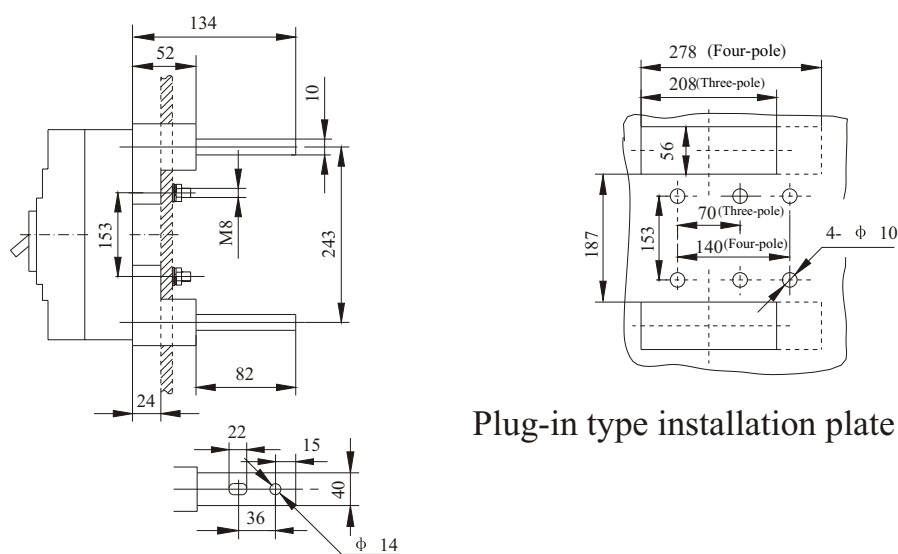 134
52
10
M8
153
243
82
24
22
15
40
36
ф 14
278 (Four-pole)
208(Three-pole)
56
187
153
70(Three-pole)
140(Four-pole)
4- ф 10
Plug-in type installation plate